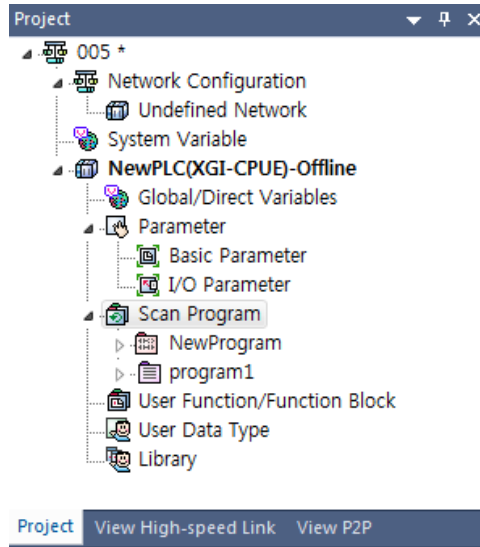 Project
005 *
Network Configuration
Undefined Network
System Variable
NewPLC(XGI-CPUE)-Offline
Global/Direct Variables
Parameter
Basic Parameter
I/O Parameter
Scan Program
NewProgram
program1
User Function/Function Block
User Data Type
Library
Project View High-speed Link View P2P